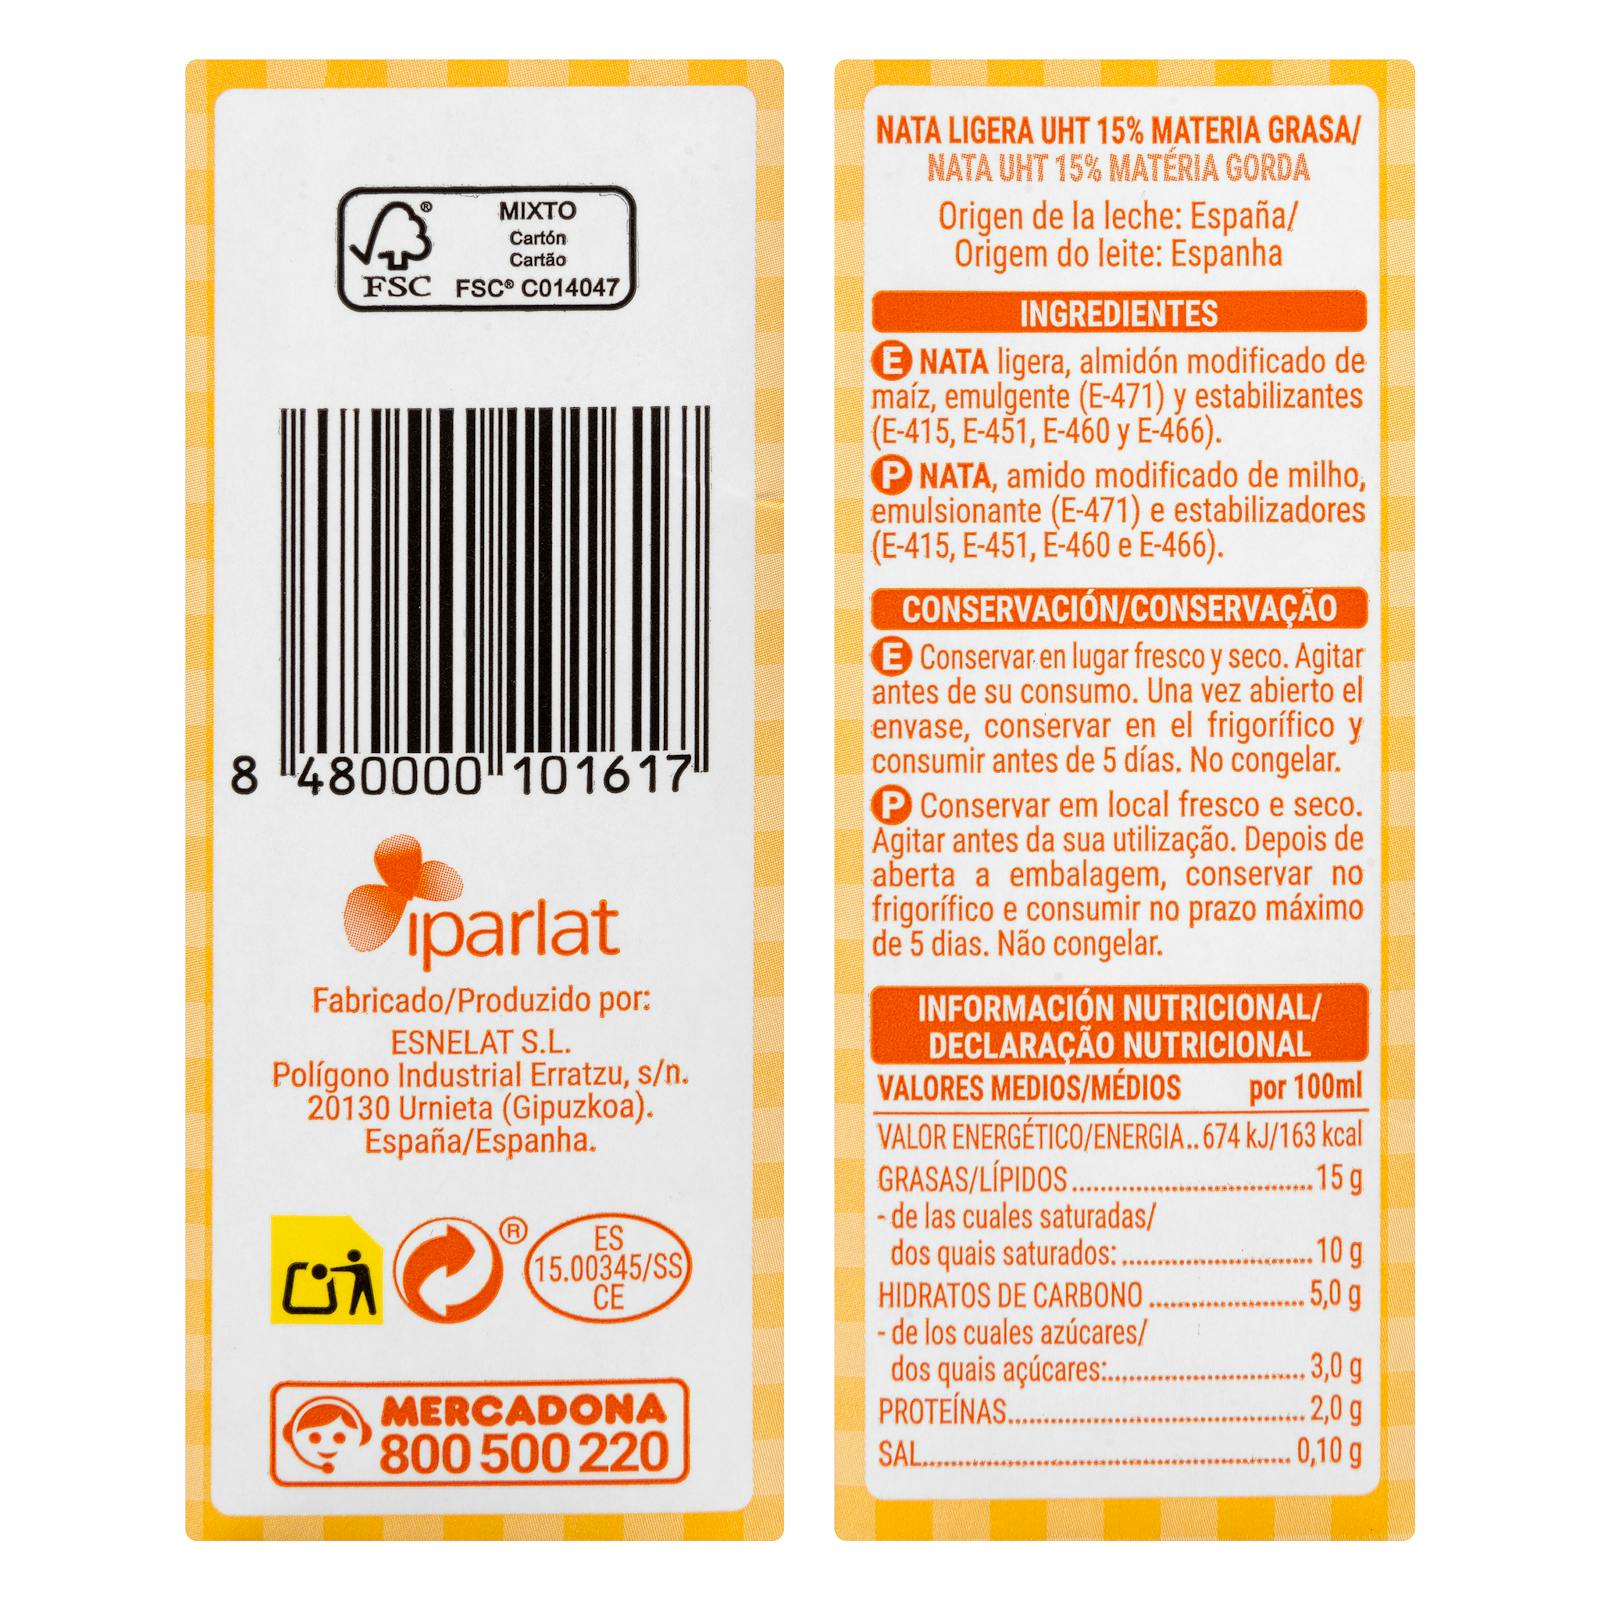 MIXTO
Cartón
Cartão
FSC® C014047
®
FSC
8 480000 101617
iparlat
Fabricado/Produzido por:
ESNELAT S.L.
Polígono Industrial Erratzu, s/n.
20130 Urnieta (Gipuzkoa).
España/Espanha.
®
ES
15.00345/SS
CE
MERCADONA
800 500 220
NATA LIGERA UHT 15% MATERIA GRASA/
NATA UHT 15% MATÉRIA GORDA
Origen de la leche: España/
Origem do leite: Espanha
INGREDIENTES
E NATA ligera, almidón modificado de
maíz, emulgente (E-471) y estabilizantes
(E-415, E-451, E-460 y E-466).
P NATA, amido modificado de milho,
emulsionante (E-471) e estabilizadores
(E-415, E-451, E-460 e E-466).
CONSERVACIÓN/CONSERVAÇÃO
E Conservar en lugar fresco y seco. Agitar
antes de su consumo. Una vez abierto el
envase, conservar en el frigorífico y
consumir antes de 5 días. No congelar.
P Conservar em local fresco e seco.
Agitar antes da sua utilização. Depois de
aberta a embalagem, conservar no
frigorífico e consumir no prazo máximo
de 5 dias. Não congelar.
INFORMACIÓN NUTRICIONAL/
DECLARAÇÃO NUTRICIONAL
VALORES MEDIOS/MÉDIOS por 100ml
VALOR ENERGÉTICO/ENERGIA..674 kJ/163 kcal
GRASAS/LÍPIDOS..............................15 g
- de las cuales saturadas/
dos quais saturados:........................10 g
HIDRATOS DE CARBONO....................5,0 g
- de los cuales azúcares/
dos quais açúcares:.........................3,0 g
PROTEÍNAS.....................................2,0 g
SAL..............................................0,10 g